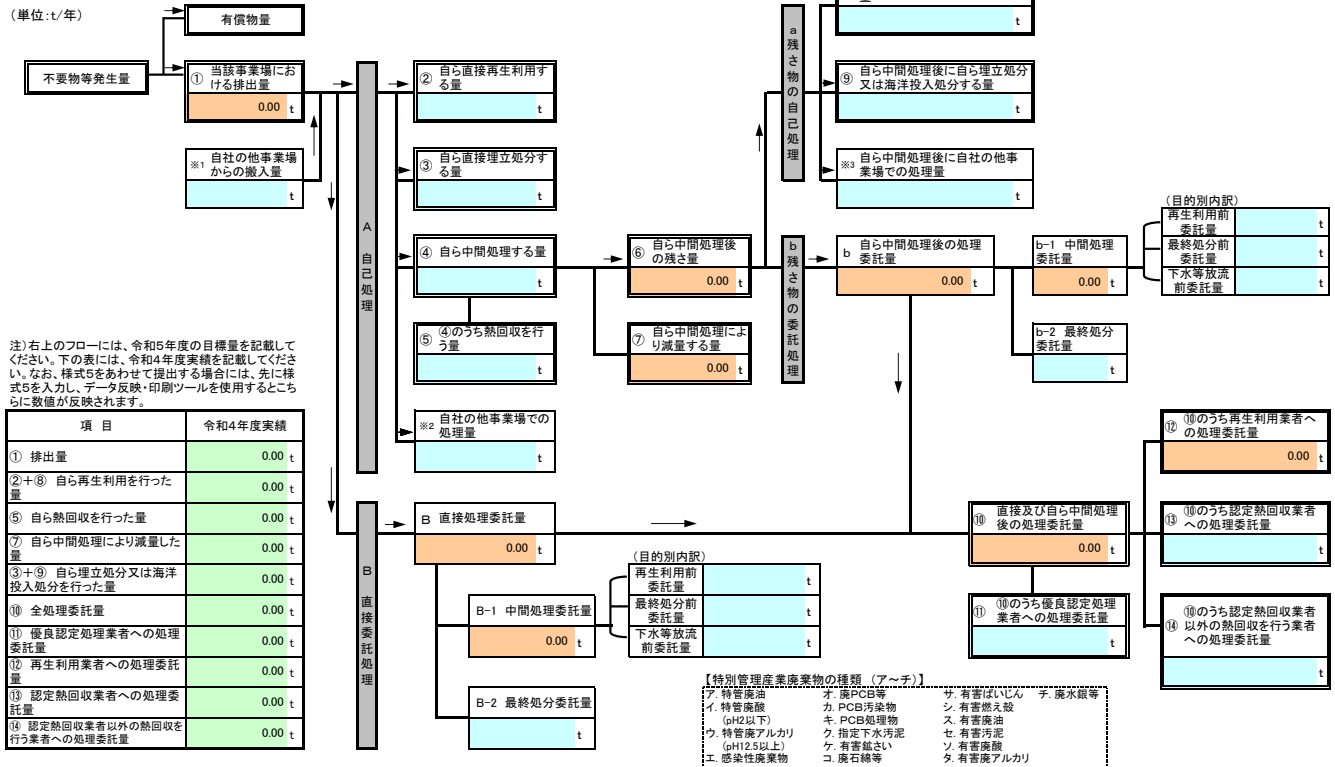 （単位：t/年）
有償物量
不要物等発生量
① 当該事業場にお
ける排出量
0.00 t
※1 自社の他事業場
からの搬入量
t
A 自己処理
② 自ら直接再生利用す
る量
t
③ 自ら直接埋立処分す
る量
t
④ 自ら中間処理する量
t
⑤ ④のうち熱回収を行
う量
t
※2 自社の他事業場での
処理量
t
⑥ 自ら中間処理後
の残さ量
0.00 t
⑦ 自ら中間処理によ
り減量する量
0.00 t
a 残さ物の自己処理
t
⑨ 自ら中間処理後に自ら埋立処分
又は海洋投入処分する量
t
※3 自ら中間処理後に自社の他事
業場での処理量
t
b 残さ物の委託処理
b 自ら中間処理後の処理
委託量
0.00 t
b-1 中間処理
委託量
0.00 t
（目的別内訳）
再生利用前
委託量 t
最終処分前
委託量 t
下水等放流
前委託量 t
b-2 最終処分
委託量
t
注）右上のフローには、令和5年度の目標量を記載して
ください。下の表には、令和4年度実績を記載してくださ
い。なお、様式5をあわせて提出する場合には、先に様
式5を入力し、データ反映・印刷ツールを使用するとこち
らに数値が反映されます。
項 目 令和4年度実績
① 排出量 0.00 t
②＋⑧ 自ら再生利用を行った
量 0.00 t
⑤ 自ら熱回収を行った量 0.00 t
⑦ 自ら中間処理により減量した
量 0.00 t
③＋⑨ 自ら埋立処分又は海洋
投入処分を行った量 0.00 t
⑩ 全処理委託量 0.00 t
⑪ 優良認定処理業者への処理
委託量 0.00 t
⑫ 再生利用業者への処理委託
量 0.00 t
⑬ 認定熱回収業者への処理委
託量 0.00 t
⑭ 認定熱回収業者以外の熱回収を
行う業者への処理委託量 0.00 t
B 直接委託処理
B 直接処理委託量
0.00 t
B-1 中間処理委託量
0.00 t
（目的別内訳）
再生利用前
委託量 t
最終処分前
委託量 t
下水等放流
前委託量 t
B-2 最終処分委託量
t
⑩ 直接及び自ら中間処理
後の処理委託量
0.00 t
⑪ ⑩のうち優良認定処理
業者への処理委託量
t
⑫ ⑩のうち再生利用業者へ
の処理委託量
0.00 t
⑬ ⑩のうち認定熱回収業者
への処理委託量
t
⑭ ⑩のうち認定熱回収業者
以外の熱回収を行う業者
への処理委託量
t
【特別管理産業廃棄物の種類 （ア～チ）】
ア．特管廃油 オ．廃PCB等 サ．有害ばいじん チ．廃水銀等
イ．特管廃酸 カ．PCB汚染物 シ．有害燃え殻
（pH2以下） キ．PCB処理物 ス．有害廃油
ウ．特管廃アルカリ ク．指定下水汚泥 セ．有害汚泥
（pH12.5以上） ケ．有害鉱さい ソ．有害廃酸
エ．感染性廃棄物 コ．廃石綿等 タ．有害廃アルカリ